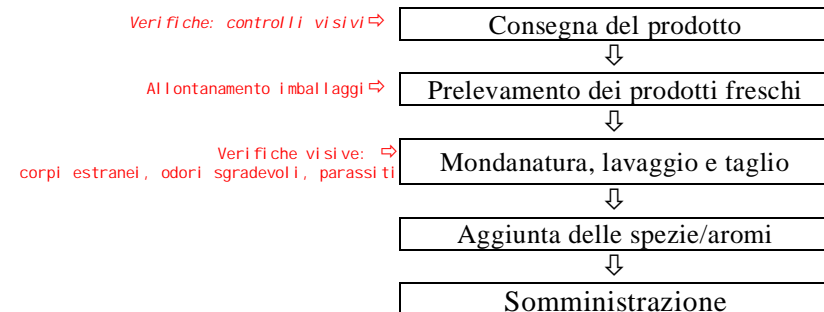 Verifiche: controlli visivi⇨
Consegna del prodotto
⇩
Allontanamento imballaggi⇨
Prelevamento dei prodotti freschi
⇩
Verifiche visive: ⇨
corpi estranei, odori sgradevoli, parassiti
Mondanatura, lavaggio e taglio
⇩
Aggiunta delle spezie/aromi
⇩
Somministrazione